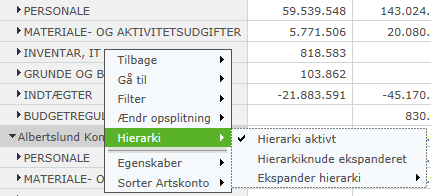 PERSONALE 59.539.548 143.024.
MATERIALE- OG AKTIVITETSUDGIFTER 5.771.506 20.080.
INVENTAR, IT 818.583
GRUNDE OG B 103.862
INDTÆGTER -21.883.591 -45.170.
BUDGETREGUL 830.
Albertslund Kom
PERSONALE
MATERIALE- O
Tilbage
Gå til
Filter
Ændr opsplitning
Hierarki
Egenskaber
Sorter Artskonto
Hierarki aktivt
Hierarkiknude ekspanderet
Ekspander hierarki